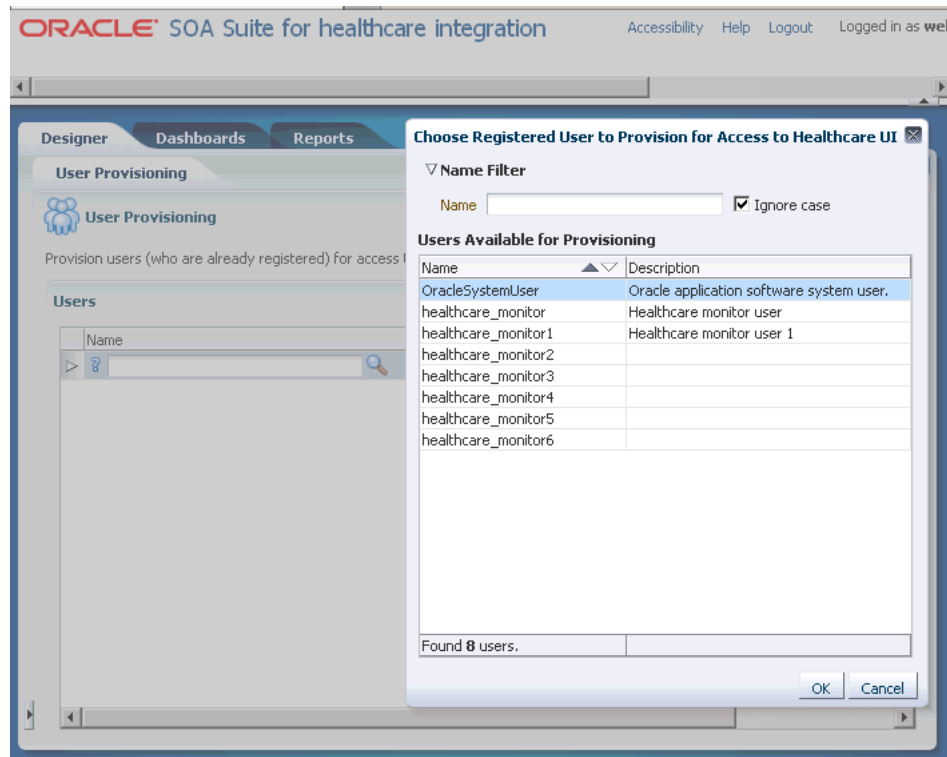 ORACLE SOA Suite for healthcare integration
Accessibility Help Logout Logged in as wel
Designer Dashboards Reports
User Provisioning
User Provisioning
Provision users (who are already registered) for access
Users
Name
Choose Registered User to Provision for Access to Healthcare UI
Name Filter
Name Ignore case
Users Available for Provisioning
Name Description
OracleSystemUser Oracle application software system user.
healthcare_monitor Healthcare monitor user
healthcare_monitor1 Healthcare monitor user 1
healthcare_monitor2
healthcare_monitor3
healthcare_monitor4
healthcare_monitor5
healthcare_monitor6
Found 8 users.
OK Cancel